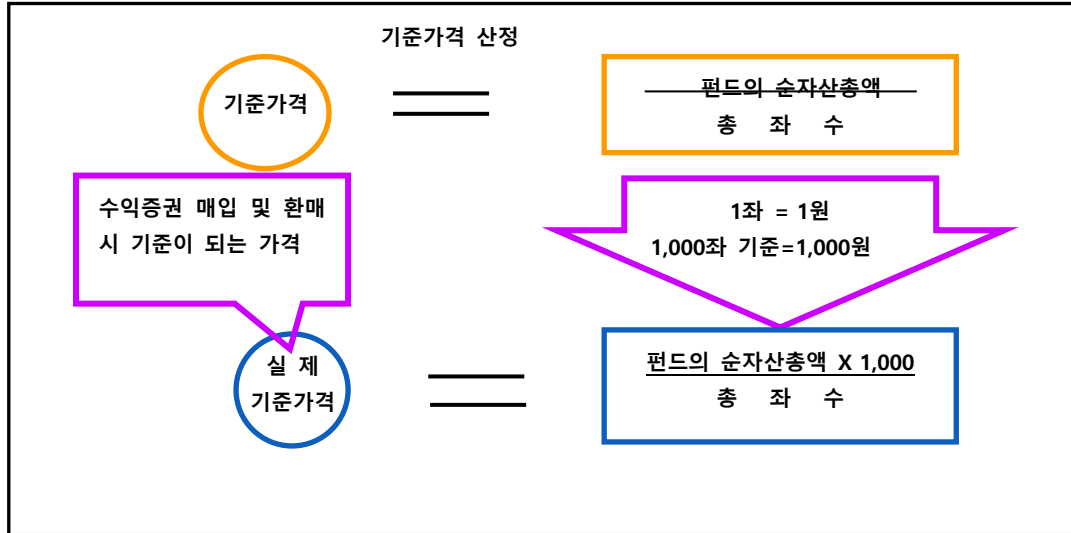 기준가격 산정
기준가격
펀드의 순자산총액
총 좌 수
수익증권 매입 및 환매
시 기준이 되는 가격
1좌 = 1원
1,000좌 기준=1,000원
실 제
기준가격
펀드의 순자산총액 X 1,000
총 좌 수